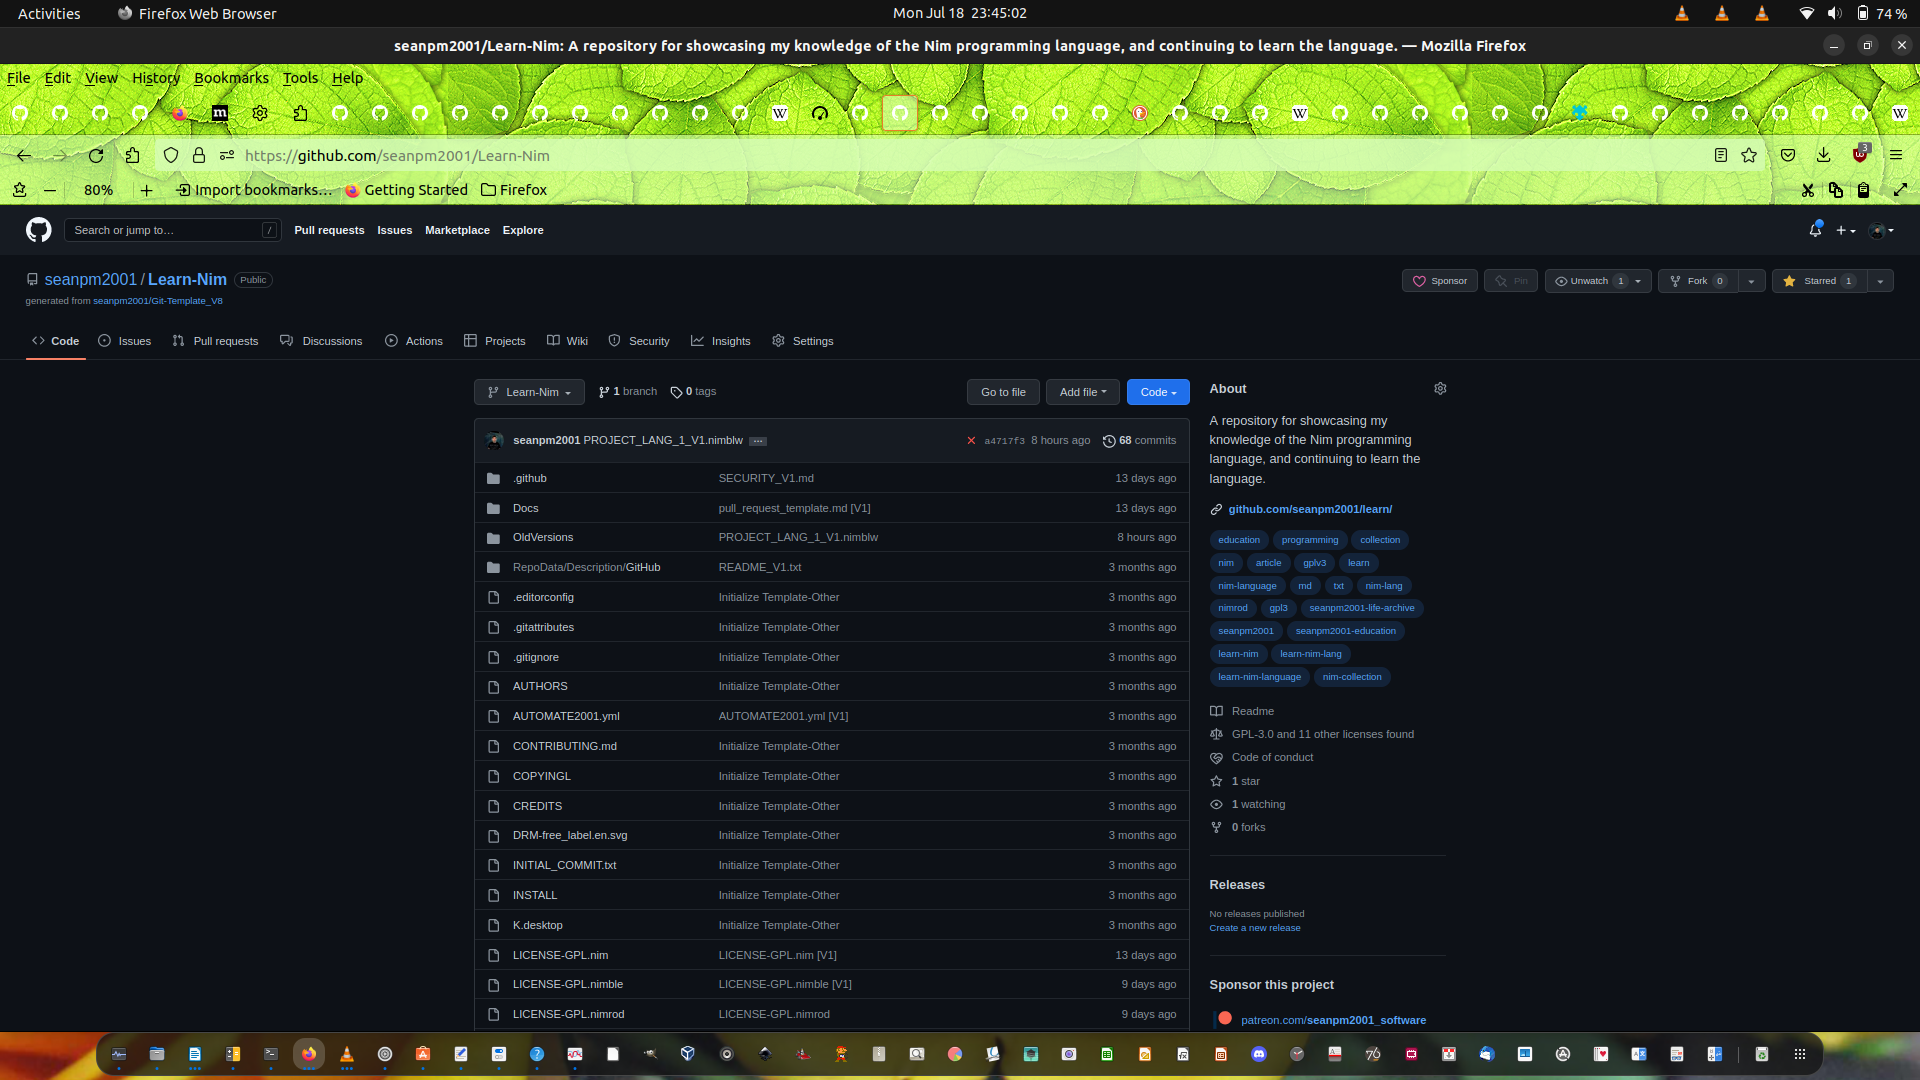 Activities
Firefox Web Browser
Mon Jul 18 23:45:02
74 %
seanpm2001/Learn-Nim: A repository for showcasing my knowledge of the Nim programming language, and continuing to learn the language. — Mozilla Firefox
File Edit View History Bookmarks Tools Help
https://github.com/seanpm2001/Learn-Nim
3
80%
Import bookmarks…
Getting Started
Firefox
Search or jump to…
/
Pull requests Issues Marketplace Explore
seanpm2001 / Learn-Nim Public
generated from seanpm2001/Git-Template_V8
Sponsor
Pin
Unwatch 1
Fork 0
Starred 1
Code
Issues
Pull requests
Discussions
Actions
Projects
Wiki
Security
Insights
Settings
Learn-Nim
1 branch
0 tags
Go to file
Add file
Code
seanpm2001 PROJECT_LANG_1_V1.nimblw ... a4717f3 8 hours ago 68 commits
.github SECURITY_V1.md 13 days ago
Docs pull_request_template.md [V1] 13 days ago
OldVersions PROJECT_LANG_1_V1.nimblw 8 hours ago
RepoData/Description/GitHub README_V1.txt 3 months ago
.editorconfig Initialize Template-Other 3 months ago
.gitattributes Initialize Template-Other 3 months ago
.gitignore Initialize Template-Other 3 months ago
AUTHORS Initialize Template-Other 3 months ago
AUTOMATE2001.yml AUTOMATE2001.yml [V1] 3 months ago
CONTRIBUTING.md Initialize Template-Other 3 months ago
COPYINGL Initialize Template-Other 3 months ago
CREDITS Initialize Template-Other 3 months ago
DRM-free_label.en.svg Initialize Template-Other 3 months ago
INITIAL_COMMIT.txt Initialize Template-Other 3 months ago
INSTALL Initialize Template-Other 3 months ago
K.desktop Initialize Template-Other 3 months ago
LICENSE-GPL.nim LICENSE-GPL.nim [V1] 13 days ago
LICENSE-GPL.nimble LICENSE-GPL.nimble [V1] 9 days ago
LICENSE-GPL.nimrod LICENSE-GPL.nimrod 9 days ago
About
A repository for showcasing my
knowledge of the Nim programming
language, and continuing to learn the
language.
github.com/seanpm2001/learn/
education programming collection
nim article gplv3 learn
nim-language md txt nim-lang
nimrod gpl3 seanpm2001-life-archive
seanpm2001 seanpm2001-education
learn-nim learn-nim-lang
learn-nim-language nim-collection
Readme
GPL-3.0 and 11 other licenses found
Code of conduct
1 star
1 watching
0 forks
Releases
No releases published
Create a new release
Sponsor this project
patreon.com/seanpm2001_software